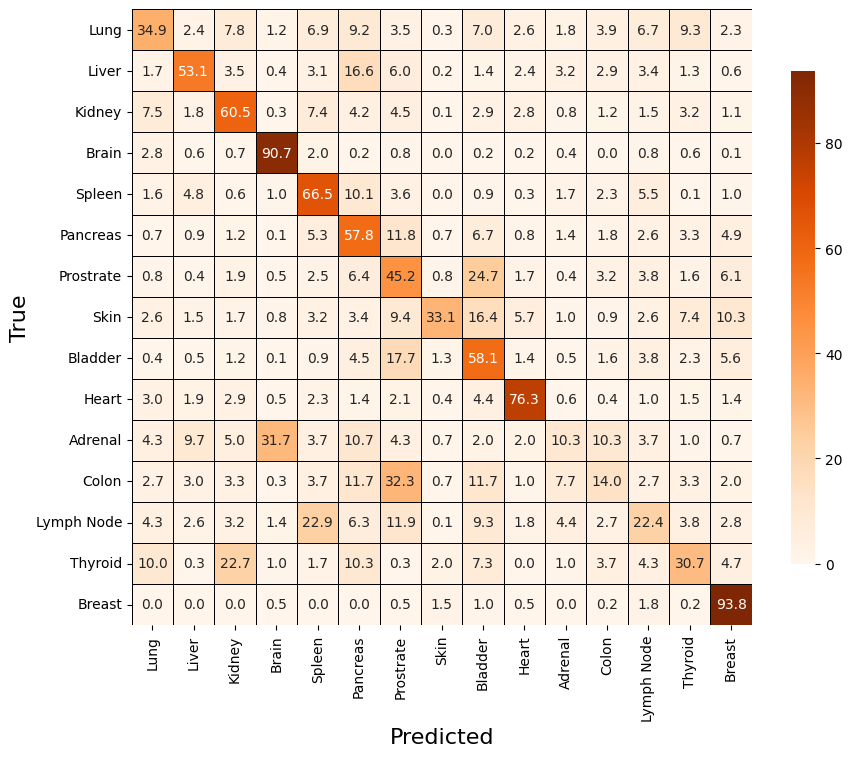 Lung 34.9 2.4 7.8 1.2 6.9 9.2 3.5 0.3 7.0 2.6 1.8 3.9 6.7 9.3 2.3
Liver 1.7 53.1 3.5 0.4 3.1 16.6 6.0 0.2 1.4 2.4 3.2 2.9 3.4 1.3 0.6
Kidney 7.5 1.8 60.5 0.3 7.4 4.2 4.5 0.1 2.9 2.8 0.8 1.2 1.5 3.2 1.1
Brain 2.8 0.6 0.7 90.7 2.0 0.2 0.8 0.0 0.2 0.2 0.4 0.0 0.8 0.6 0.1
Spleen 1.6 4.8 0.6 1.0 66.5 10.1 3.6 0.0 0.9 0.3 1.7 2.3 5.5 0.1 1.0
Pancreas 0.7 0.9 1.2 0.1 5.3 57.8 11.8 0.7 6.7 0.8 1.4 1.8 2.6 3.3 4.9
Prostrate 0.8 0.4 1.9 0.5 2.5 6.4 45.2 0.8 24.7 1.7 0.4 3.2 3.8 1.6 6.1
Skin 2.6 1.5 1.7 0.8 3.2 3.4 9.4 33.1 16.4 5.7 1.0 0.9 2.6 7.4 10.3
Bladder 0.4 0.5 1.2 0.1 0.9 4.5 17.7 1.3 58.1 1.4 0.5 1.6 3.8 2.3 5.6
Heart 3.0 1.9 2.9 0.5 2.3 1.4 2.1 0.4 4.4 76.3 0.6 0.4 1.0 1.5 1.4
Adrenal 4.3 9.7 5.0 31.7 3.7 10.7 4.3 0.7 2.0 2.0 10.3 10.3 3.7 1.0 0.7
Colon 2.7 3.0 3.3 0.3 3.7 11.7 32.3 0.7 11.7 1.0 7.7 14.0 2.7 3.3 2.0
Lymph Node 4.3 2.6 3.2 1.4 22.9 6.3 11.9 0.1 9.3 1.8 4.4 2.7 22.4 3.8 2.8
Thyroid 10.0 0.3 22.7 1.0 1.7 10.3 0.3 2.0 7.3 0.0 1.0 3.7 4.3 30.7 4.7
Breast 0.0 0.0 0.0 0.5 0.0 0.0 0.5 1.5 1.0 0.5 0.0 0.2 1.8 0.2 93.8
Lung Liver Kidney Brain Spleen Pancreas Prostrate Skin Bladder Heart Adrenal Colon Lymph Node Thyroid Breast
Predicted
True
80
60
40
20
0